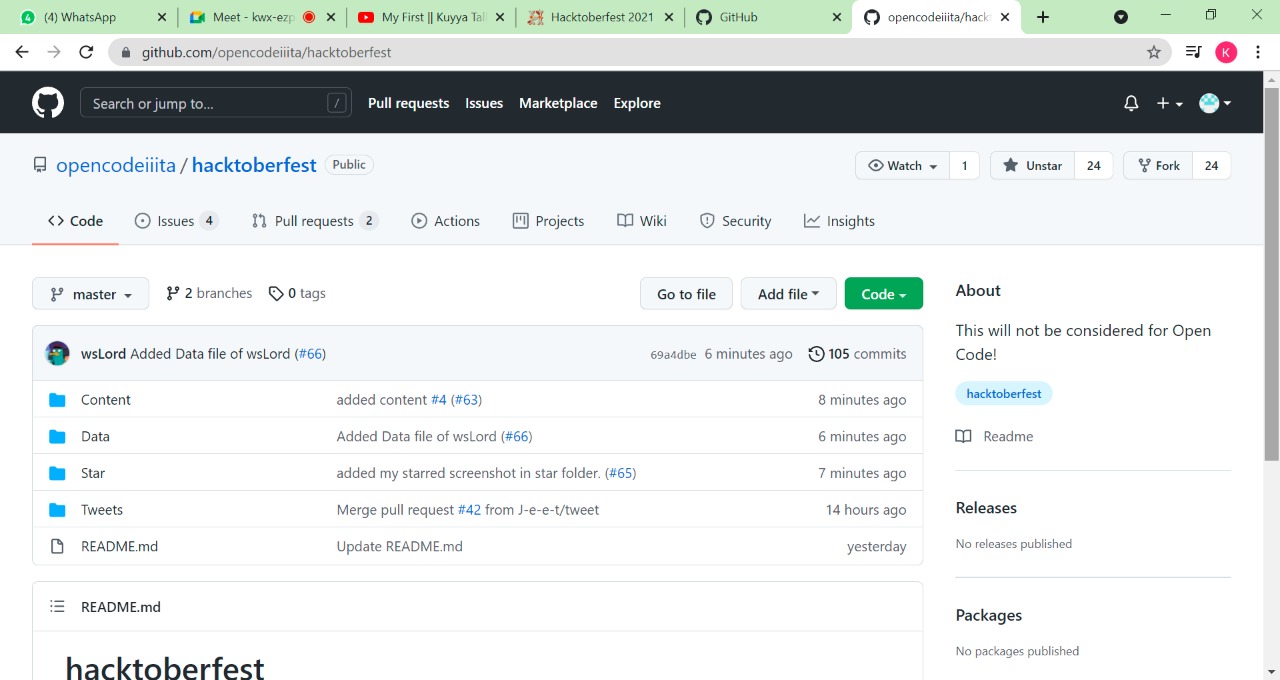 4 (4) WhatsApp Meet - kwx-ezp My First || Kuyya Tal Hacktoberfest 2021 GitHub opencodeiiita/hackt
github.com/opencodeiiita/hacktoberfest K
Search or jump to... / Pull requests Issues Marketplace Explore
opencodeiiita / hacktoberfest Public Watch 1 Unstar 24 Fork 24
Code Issues 4 Pull requests 2 Actions Projects Wiki Security Insights
master 2 branches 0 tags Go to file Add file Code
wsLord Added Data file of wsLord (#66) 69a4dbe 6 minutes ago 105 commits
Content added content #4 (#63) 8 minutes ago
Data Added Data file of wsLord (#66) 6 minutes ago
Star added my starred screenshot in star folder. (#65) 7 minutes ago
Tweets Merge pull request #42 from J-e-e-t/tweet 14 hours ago
README.md Update README.md yesterday
README.md
hacktoberfest
About
This will not be considered for Open
Code!
hacktoberfest
Readme
Releases
No releases published
Packages
No packages published